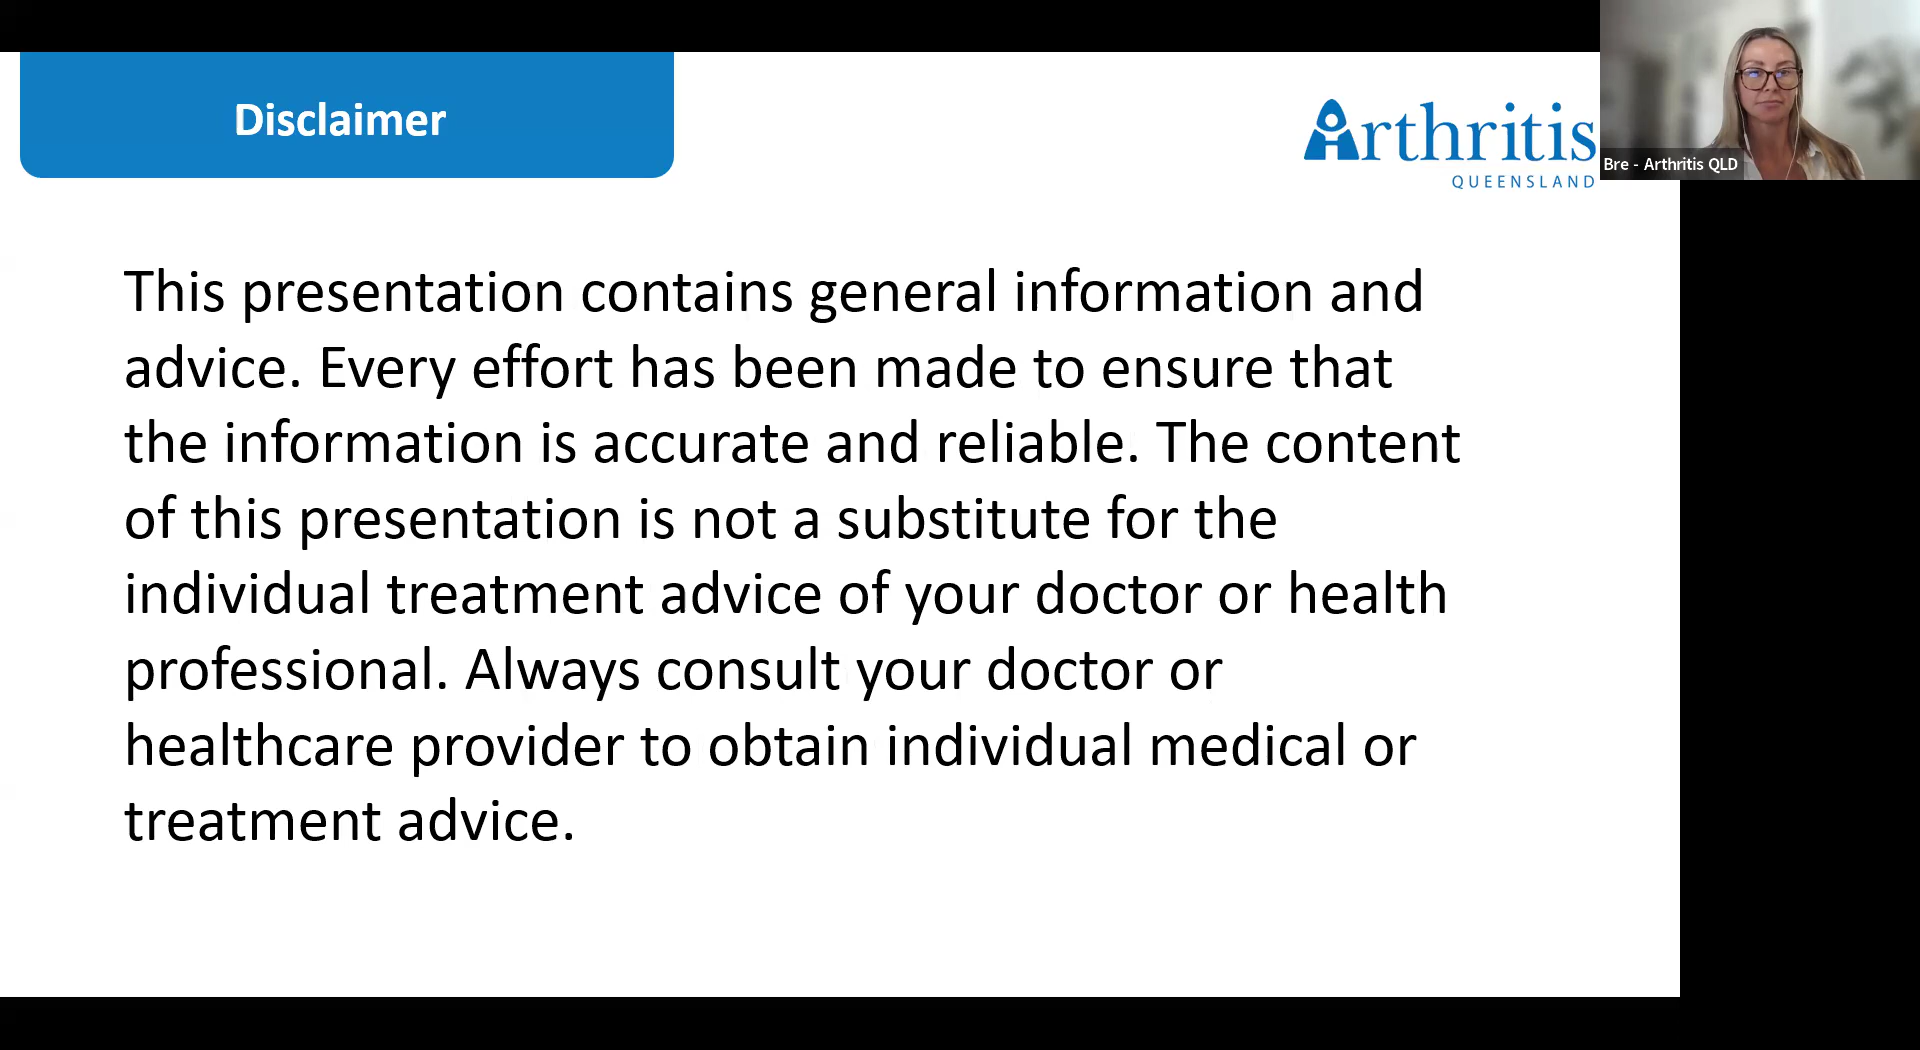 Disclaimer
Arthritis
QUEENSLAND
Bre - Arthritis QLD
This presentation contains general information and
advice. Every effort has been made to ensure that
the information is accurate and reliable. The content
of this presentation is not a substitute for the
individual treatment advice of your doctor or health
professional. Always consult your doctor or
healthcare provider to obtain individual medical or
treatment advice.